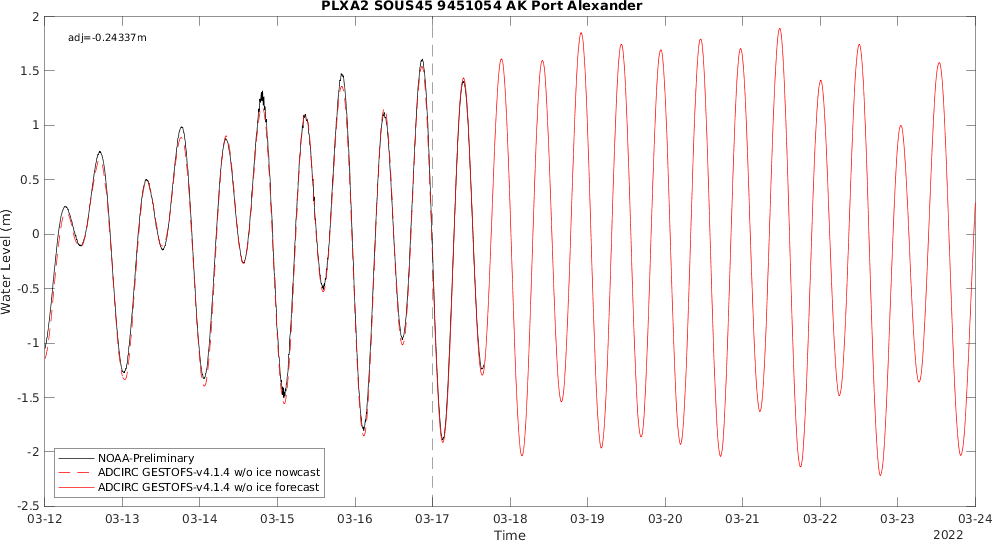 PLXA2 SOUS45 9451054 AK Port Alexander
adj=-0.24337m
2
1.5
1
0.5
0
-0.5
-1
-1.5
-2
-2.5
Water Level (m)
NOAA-Preliminary
ADCIRC GESTOFS-v4.1.4 w/o ice nowcast
ADCIRC GESTOFS-v4.1.4 w/o ice forecast
03-12 03-13 03-14 03-15 03-16 03-17 03-18 03-19 03-20 03-21 03-22 03-23 03-24
Time
2022